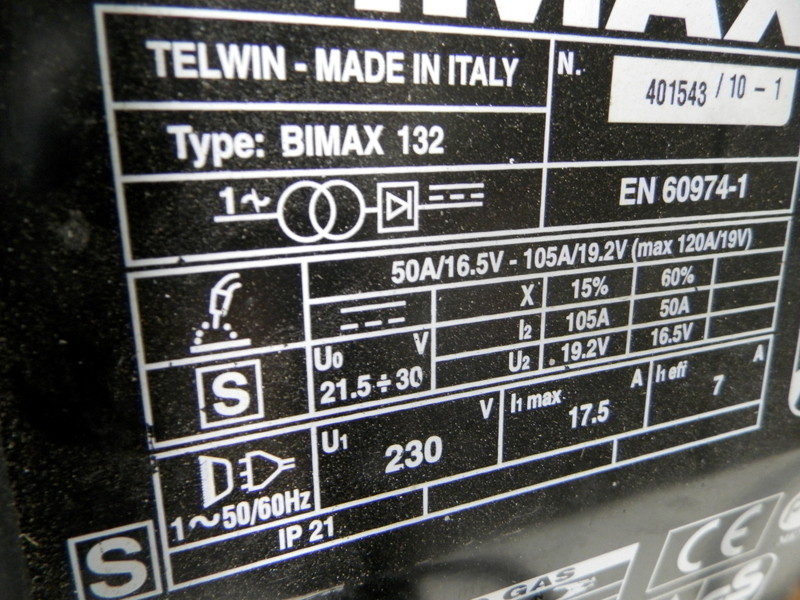 TELWIN - MADE IN ITALY
N. 401543 / 10 - 1
Type: BIMAX 132
1~
EN 60974-1
50A/16.5V - 105A/19.2V (max 120A/19V)
X 15% 60%
I2 105A 50A
U2 19.2V 16.5V
S
U0 V
21.5 ÷ 30
U1 V
230
I1 max A
17.5
I1 eff A
7
1~50/60Hz
IP 21
S
GAS
CE